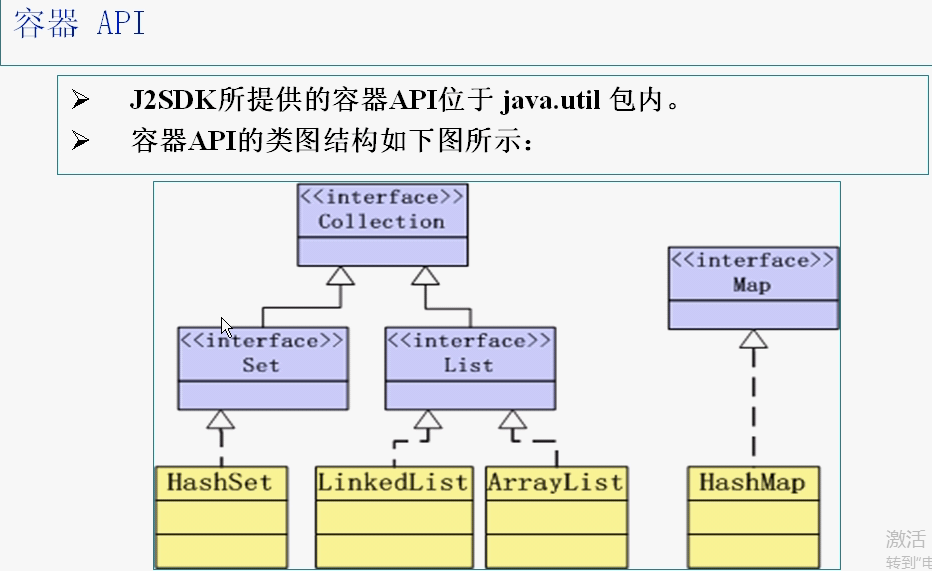 容器 API
➢ J2SDK所提供的容器API位于 java.util 包内。
➢ 容器API的类图结构如下图所示：
<<interface>>
Collection
<<interface>>
Map
<<interface>>
Set
<<interface>>
List
HashSet
LinkedList
ArrayList
HashMap
激活
转到"电